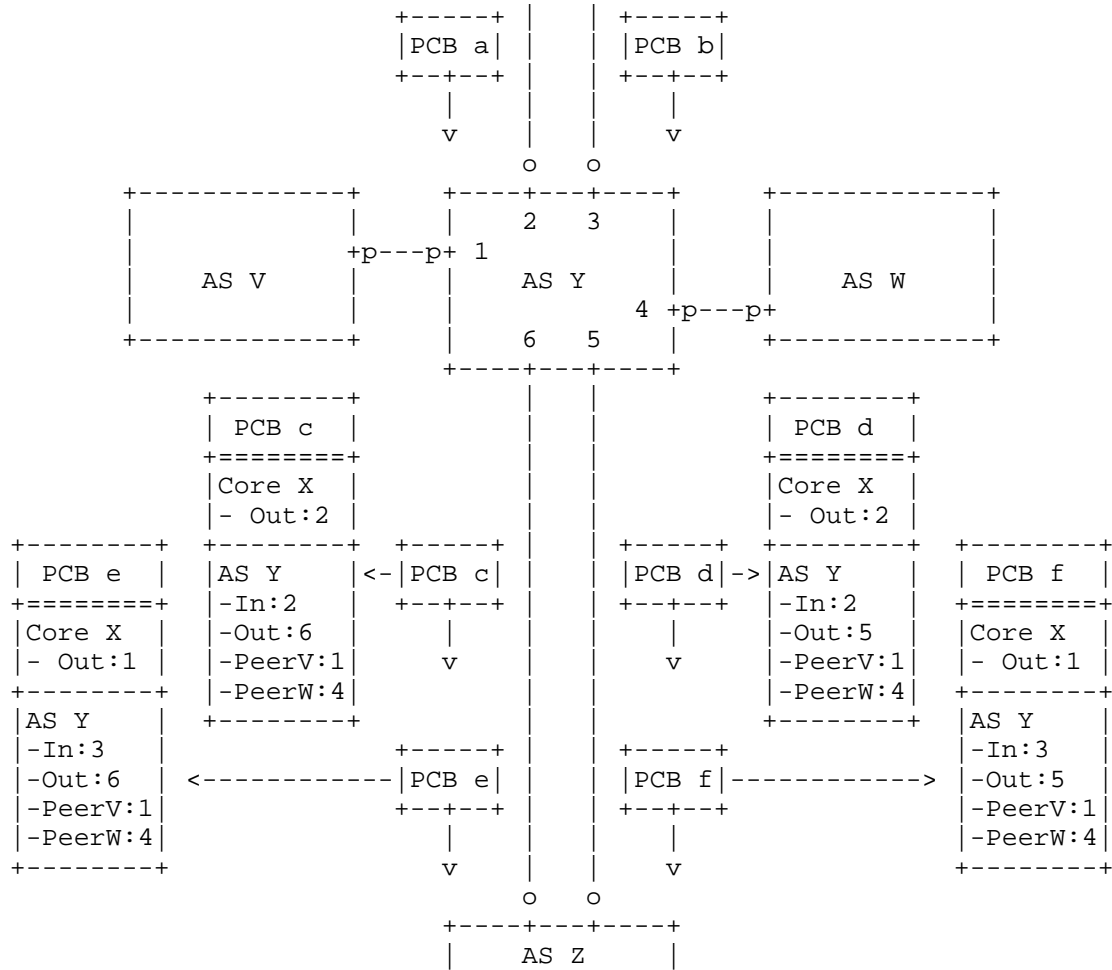 +-----+ |   | +-----+
                        |PCB a| |   | |PCB b|
                        +--+--+ |   | +--+--+
                           |    |   |    |
                           v    |   |    v
                                o   o
       +-------------+     +----+---+----+     +-------------+
       |             |     |    2   3    |     |             |
       |             +p---p+ 1           |     |             |
       |    AS V     |     |    AS Y     |     |    AS W     |
       |             |     |           4 +p---p+             |
       +-------------+     |    6   5    |     +-------------+
                           +----+---+----+
            +--------+          |   |          +--------+
            | PCB c  |          |   |          | PCB d  |
            +========+          |   |          +========+
            |Core X  |          |   |          |Core X  |
            |- Out:2 |          |   |          |- Out:2 |
+--------+  +--------+  +-----+ |   | +-----+  +--------+  +--------+
| PCB e  |  |AS Y    |<-|PCB c| |   | |PCB d|->|AS Y    |  | PCB f  |
+========+  |-In:2   |  +--+--+ |   | +--+--+  |-In:2   |  +========+
|Core X  |  |-Out:6  |     |    |   |    |     |-Out:5  |  |Core X  |
|- Out:1 |  |-PeerV:1|     v    |   |    v     |-PeerV:1|  |- Out:1 |
+--------+  |-PeerW:4|          |   |          |-PeerW:4|  +--------+
|AS Y    |  +--------+          |   |          +--------+  |AS Y    |
|-In:3   |              +-----+ |   | +-----+              |-In:3   |
|-Out:6  | <------------|PCB e| |   | |PCB f|------------> |-Out:5  |
|-PeerV:1|              +--+--+ |   | +--+--+              |-PeerV:1|
|-PeerW:4|                 |    |   |    |                 |-PeerW:4|
+--------+                 v    |   |    v                 +--------+
                                o   o
                           +----+---+----+
                           |    AS Z     |